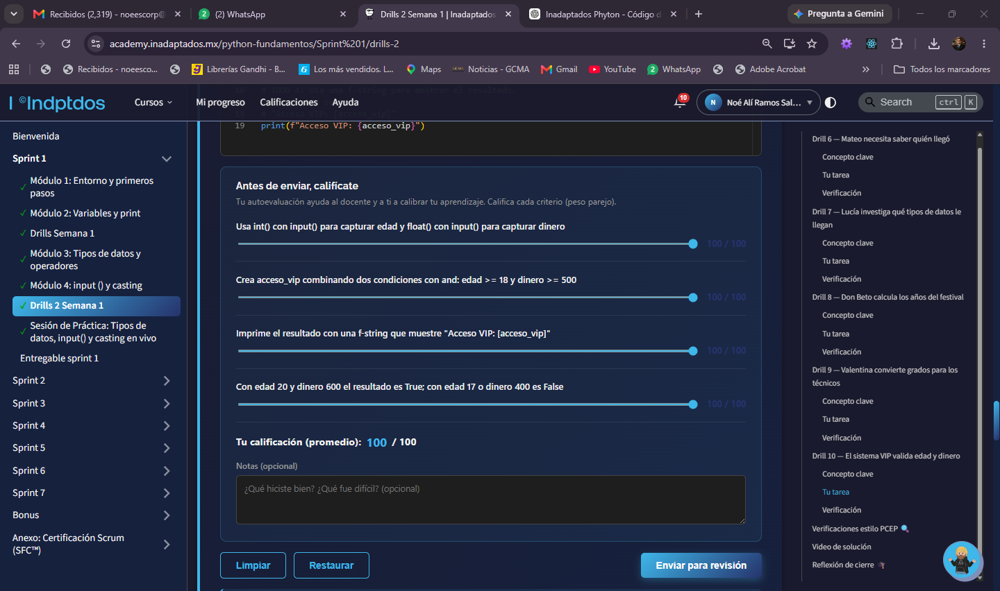 Recibidos (2,319) - noeescorp@
(2) WhatsApp
Drills 2 Semana 1 | Inadaptados
Inadaptados Phyton - Código d
Pregunta a Gemini
academy.inadaptados.mx/python-fundamentos/Sprint%201/drills-2
Recibidos - noeesco...
Librerías Gandhi - B...
Los más vendidos. L...
Maps
Noticias - GCMA
Gmail
YouTube
WhatsApp
Adobe Acrobat
Todos los marcadores
Indptdos
Cursos
Mi progreso
Calificaciones
Ayuda
10
N
Noé Alí Ramos Sal...
Search
ctrl
K
Bienvenida
Sprint 1
Módulo 1: Entorno y primeros
pasos
Módulo 2: Variables y print
Drills Semana 1
Módulo 3: Tipos de datos y
operadores
Módulo 4: input () y casting
Drills 2 Semana 1
Sesión de Práctica: Tipos de
datos, input() y casting en vivo
Entregable sprint 1
Sprint 2
Sprint 3
Sprint 4
Sprint 5
Sprint 6
Sprint 7
Bonus
Anexo: Certificación Scrum
(SFC™)
19 print(f"Acceso VIP: {acceso_vip}")
Antes de enviar, califícate
Tu autoevaluación ayuda al docente y a ti a calibrar tu aprendizaje. Califica cada criterio (peso parejo).
Usa int() con input() para capturar edad y float() con input() para capturar dinero
100 / 100
Crea acceso_vip combinando dos condiciones con and: edad >= 18 y dinero >= 500
100 / 100
Imprime el resultado con una f-string que muestre "Acceso VIP: [acceso_vip]"
100 / 100
Con edad 20 y dinero 600 el resultado es True; con edad 17 o dinero 400 es False
100 / 100
Tu calificación (promedio): 100 / 100
Notas (opcional)
¿Qué hiciste bien? ¿Qué fue difícil? (opcional)
Limpiar
Restaurar
Enviar para revisión
Drill 6 — Mateo necesita saber quién llegó
Concepto clave
Tu tarea
Verificación
Drill 7 — Lucía investiga qué tipos de datos le
llegan
Concepto clave
Tu tarea
Verificación
Drill 8 — Don Beto calcula los años del festival
Concepto clave
Tu tarea
Verificación
Drill 9 — Valentina convierte grados para los
técnicos
Concepto clave
Tu tarea
Verificación
Drill 10 — El sistema VIP valida edad y dinero
Concepto clave
Tu tarea
Verificación
Verificaciones estilo PCEP
Video de solución
Reflexión de cierre